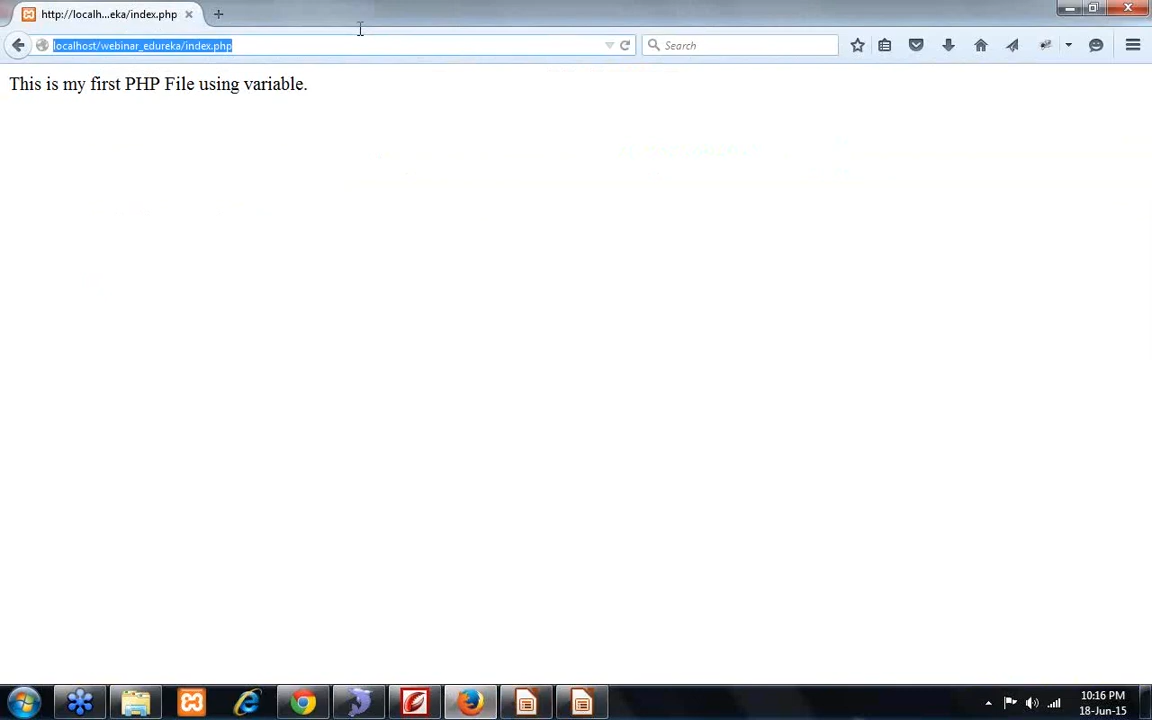 http://localh...eka/index.php
localhost/webinar_edureka/index.php
Search
This is my first PHP File using variable.
10:16 PM
18-Jun-15